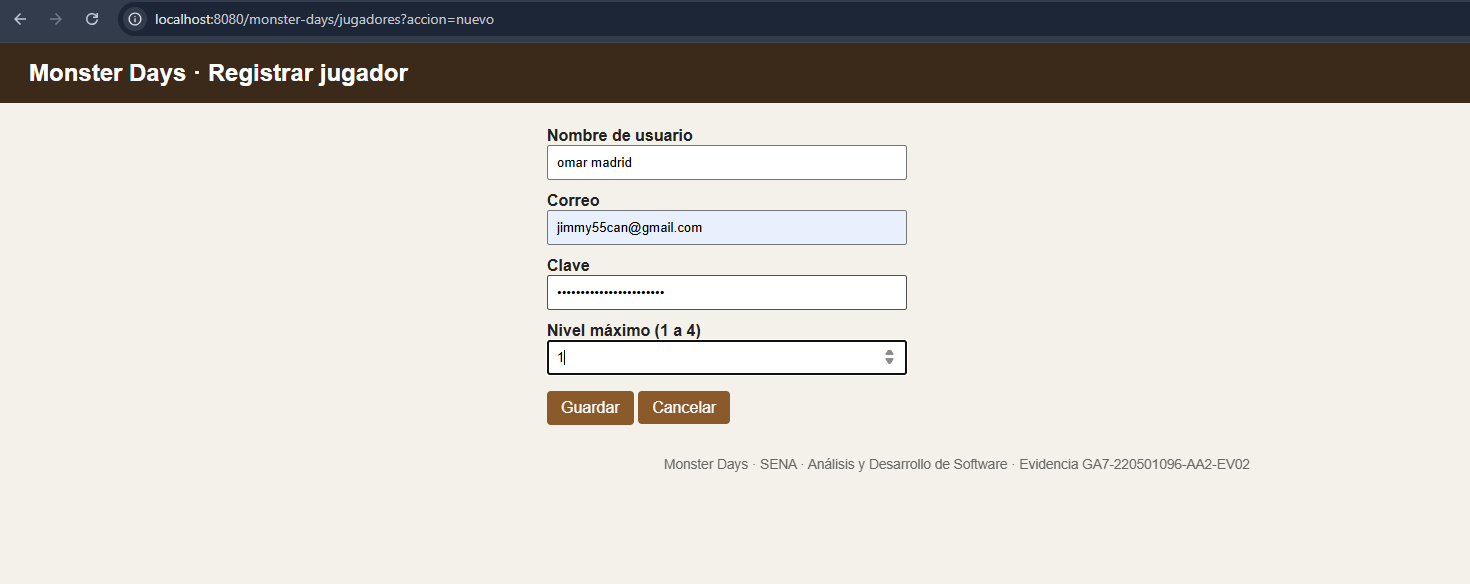 localhost:8080/monster-days/jugadores?accion=nuevo
Monster Days · Registrar jugador
Nombre de usuario
omar madrid
Correo
jimmy55can@gmail.com
Clave
•••••••••••••••••••••••
Nivel máximo (1 a 4)
1
Guardar Cancelar
Monster Days · SENA · Análisis y Desarrollo de Software · Evidencia GA7-220501096-AA2-EV02